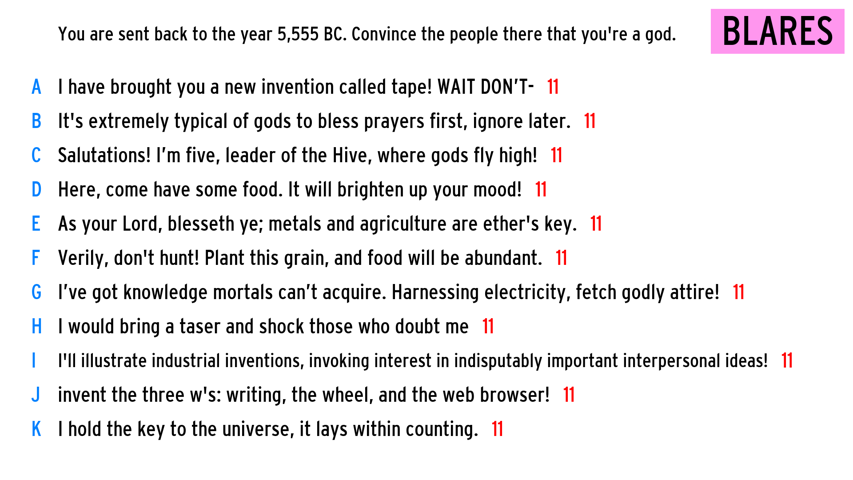 You are sent back to the year 5,555 BC. Convince the people there that you're a god.
BLARES
A I have brought you a new invention called tape! WAIT DON’T- 11
B It's extremely typical of gods to bless prayers first, ignore later. 11
C Salutations! I’m five, leader of the Hive, where gods fly high! 11
D Here, come have some food. It will brighten up your mood! 11
E As your Lord, blesseth ye; metals and agriculture are ether's key. 11
F Verily, don't hunt! Plant this grain, and food will be abundant. 11
G I’ve got knowledge mortals can’t acquire. Harnessing electricity, fetch godly attire! 11
H I would bring a taser and shock those who doubt me 11
I I'll illustrate industrial inventions, invoking interest in indisputably important interpersonal ideas! 11
J invent the three w's: writing, the wheel, and the web browser! 11
K I hold the key to the universe, it lays within counting. 11